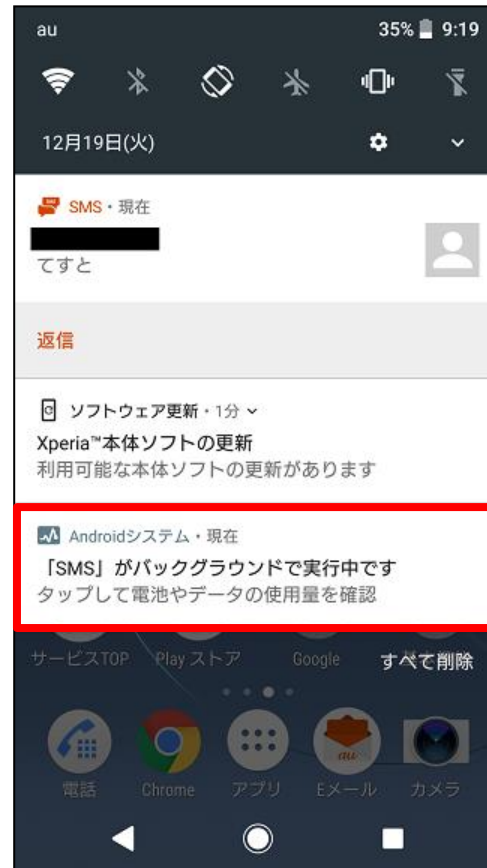 au 35% 9:19
12月19日(火)
SMS・現在
てすと
返信
ソフトウェア更新・1分
Xperia™本体ソフトの更新
利用可能な本体ソフトの更新があります
Androidシステム・現在
「SMS」がバックグラウンドで実行中です
タップして電池やデータの使用量を確認
サービスTOP Play ストア Google すべて削除
電話 Chrome アプリ Eメール カメラ
au